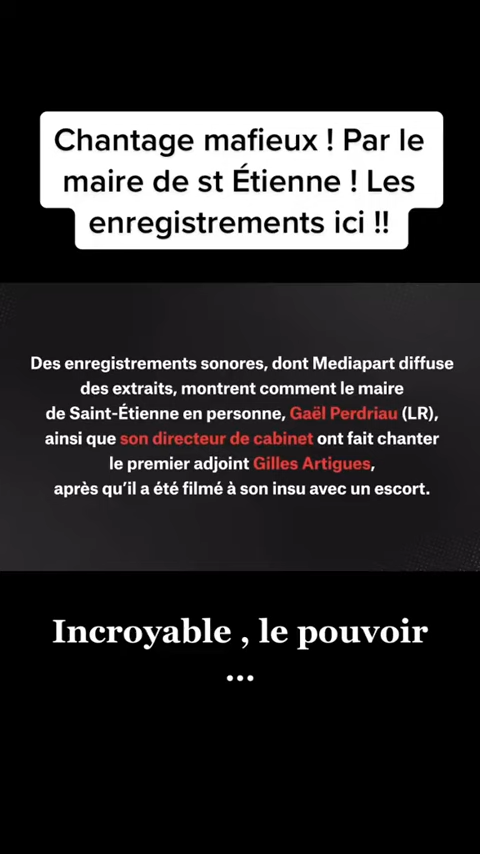 Chantage mafieux ! Par le
maire de st Étienne ! Les
enregistrements ici !!
Des enregistrements sonores, dont Mediapart diffuse
des extraits, montrent comment le maire
de Saint-Étienne en personne, Gaël Perdriau (LR),
ainsi que son directeur de cabinet ont fait chanter
le premier adjoint Gilles Artigues,
après qu’il a été filmé à son insu avec un escort.
Incroyable , le pouvoir
...